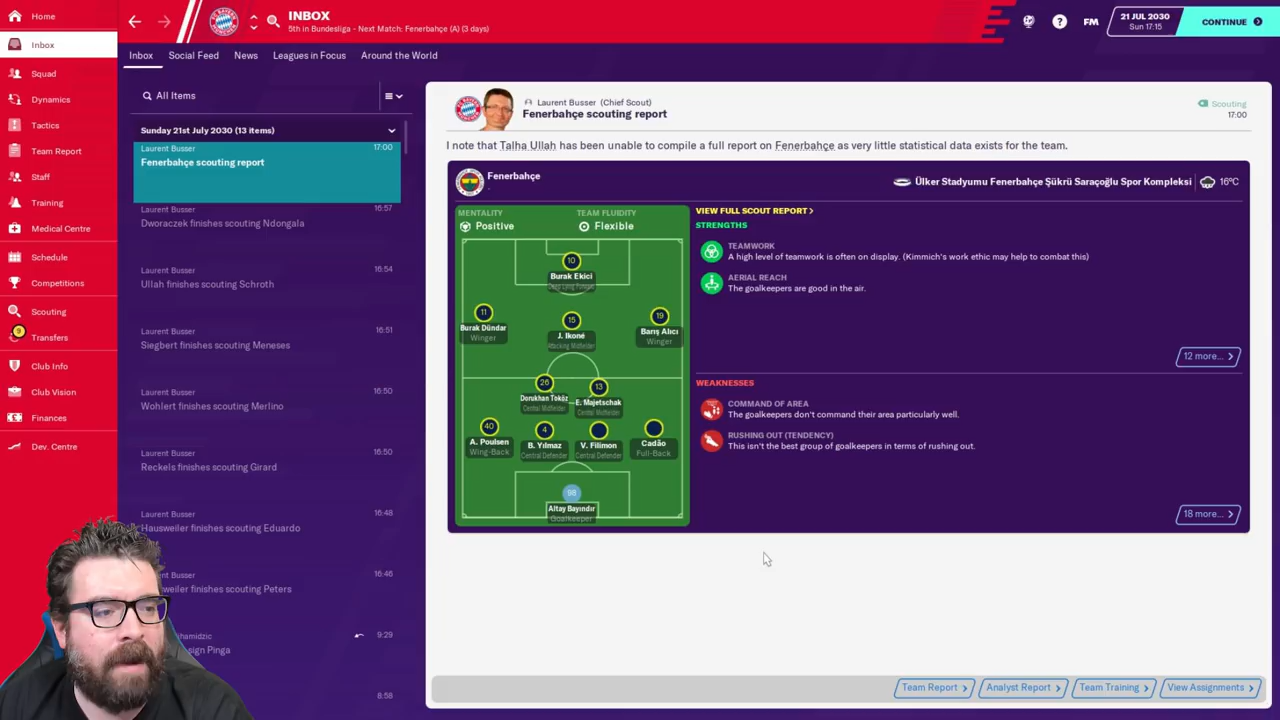 Home
Inbox
Squad
Dynamics
Tactics
Team Report
Staff
Training
Medical Centre
Schedule
Competitions
Scouting
9
Transfers
Club Info
Club Vision
Finances
Dev. Centre
INBOX
5th in Bundesliga - Next Match: Fenerbahçe (A) (3 days)
?
FM
21 JUL 2030
Sun 17:15
CONTINUE
Inbox
Social Feed
News
Leagues in Focus
Around the World
All Items
Sunday 21st July 2030 (13 items)
Laurent Busser
17:00
Fenerbahçe scouting report
Laurent Busser
16:57
Dworaczek finishes scouting Ndongala
Laurent Busser
16:54
Ullah finishes scouting Schroth
Laurent Busser
16:51
Siegbert finishes scouting Meneses
Laurent Busser
16:50
Wohlert finishes scouting Merlino
Laurent Busser
16:50
Reckels finishes scouting Girard
Laurent Busser
16:48
Hausweiler finishes scouting Eduardo
Laurent Busser
16:46
weiler finishes scouting Peters
ihamidzic
9:29
sign Pinga
8:58
Laurent Busser (Chief Scout)
Fenerbahçe scouting report
Scouting
17:00
I note that Talha Ullah has been unable to compile a full report on Fenerbahçe as very little statistical data exists for the team.
Fenerbahçe
-
Ülker Stadyumu Fenerbahçe Şükrü Saraçoğlu Spor Kompleksi
16°C
MENTALITY
Positive
TEAM FLUIDITY
Flexible
10
Burak Ekici
Deep Lying Forward
11
Burak Dündar
Winger
15
J. Ikoné
Attacking Midfielder
19
Barış Alıcı
Winger
26
Dorukhan Toköz
Central Midfielder
13
E. Majetschak
Central Midfielder
40
A. Poulsen
Wing-Back
4
B. Yılmaz
Central Defender
V. Filimon
Central Defender
Cadão
Full-Back
98
Altay Bayındır
Goalkeeper
VIEW FULL SCOUT REPORT >
STRENGTHS
TEAMWORK
A high level of teamwork is often on display. (Kimmich's work ethic may help to combat this)
AERIAL REACH
The goalkeepers are good in the air.
12 more...
WEAKNESSES
COMMAND OF AREA
The goalkeepers don't command their area particularly well.
RUSHING OUT (TENDENCY)
This isn't the best group of goalkeepers in terms of rushing out.
18 more...
Team Report
Analyst Report
Team Training
View Assignments